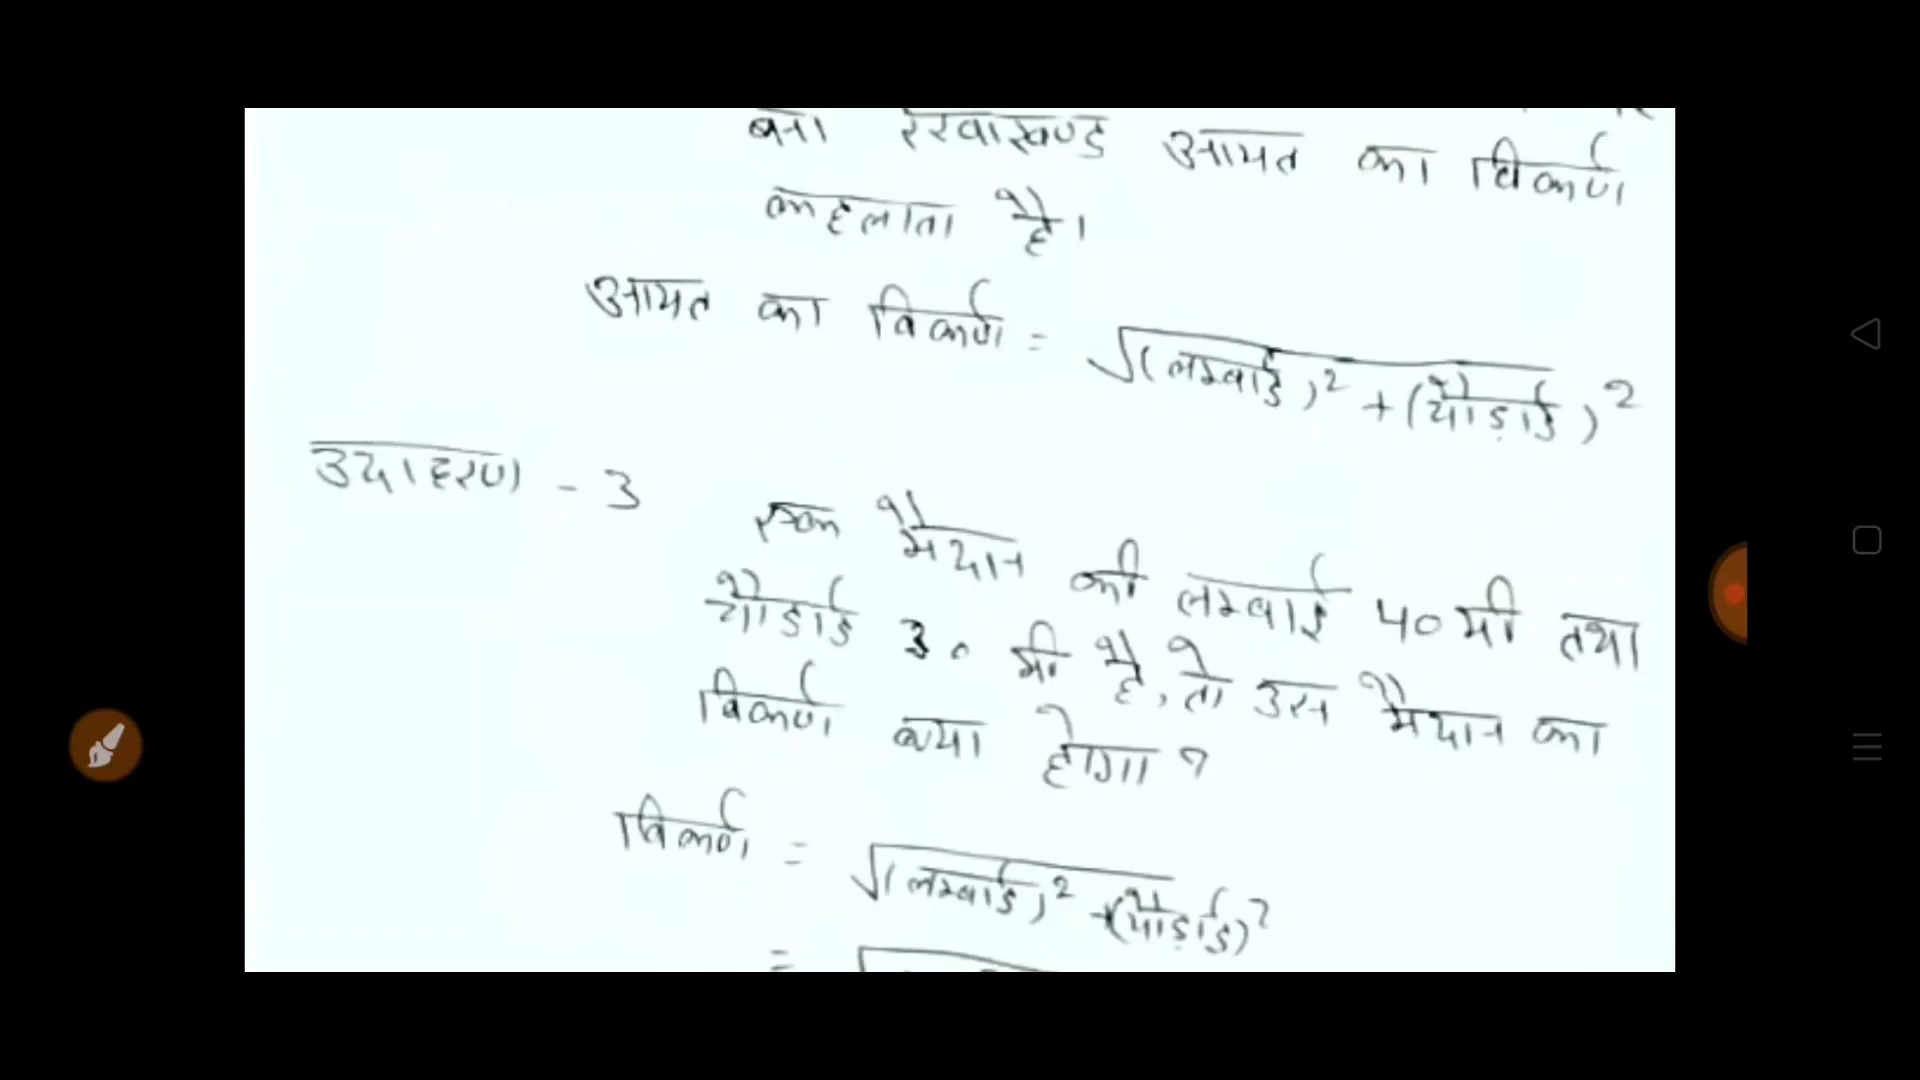 बना रेखाखण्ड आयत का विकर्ण
कहलाता है।
आयत का विकर्ण = √(लम्बाई)² + (चौड़ाई)²
उदाहरण - 3
एक मैदान की लम्बाई 40 मी तथा
चौडाई 30 मी है, तो उस मैदान का
विकर्ण क्या होगा ?
विकर्ण = √(लम्बाई)² + (चौड़ाई)²
= √